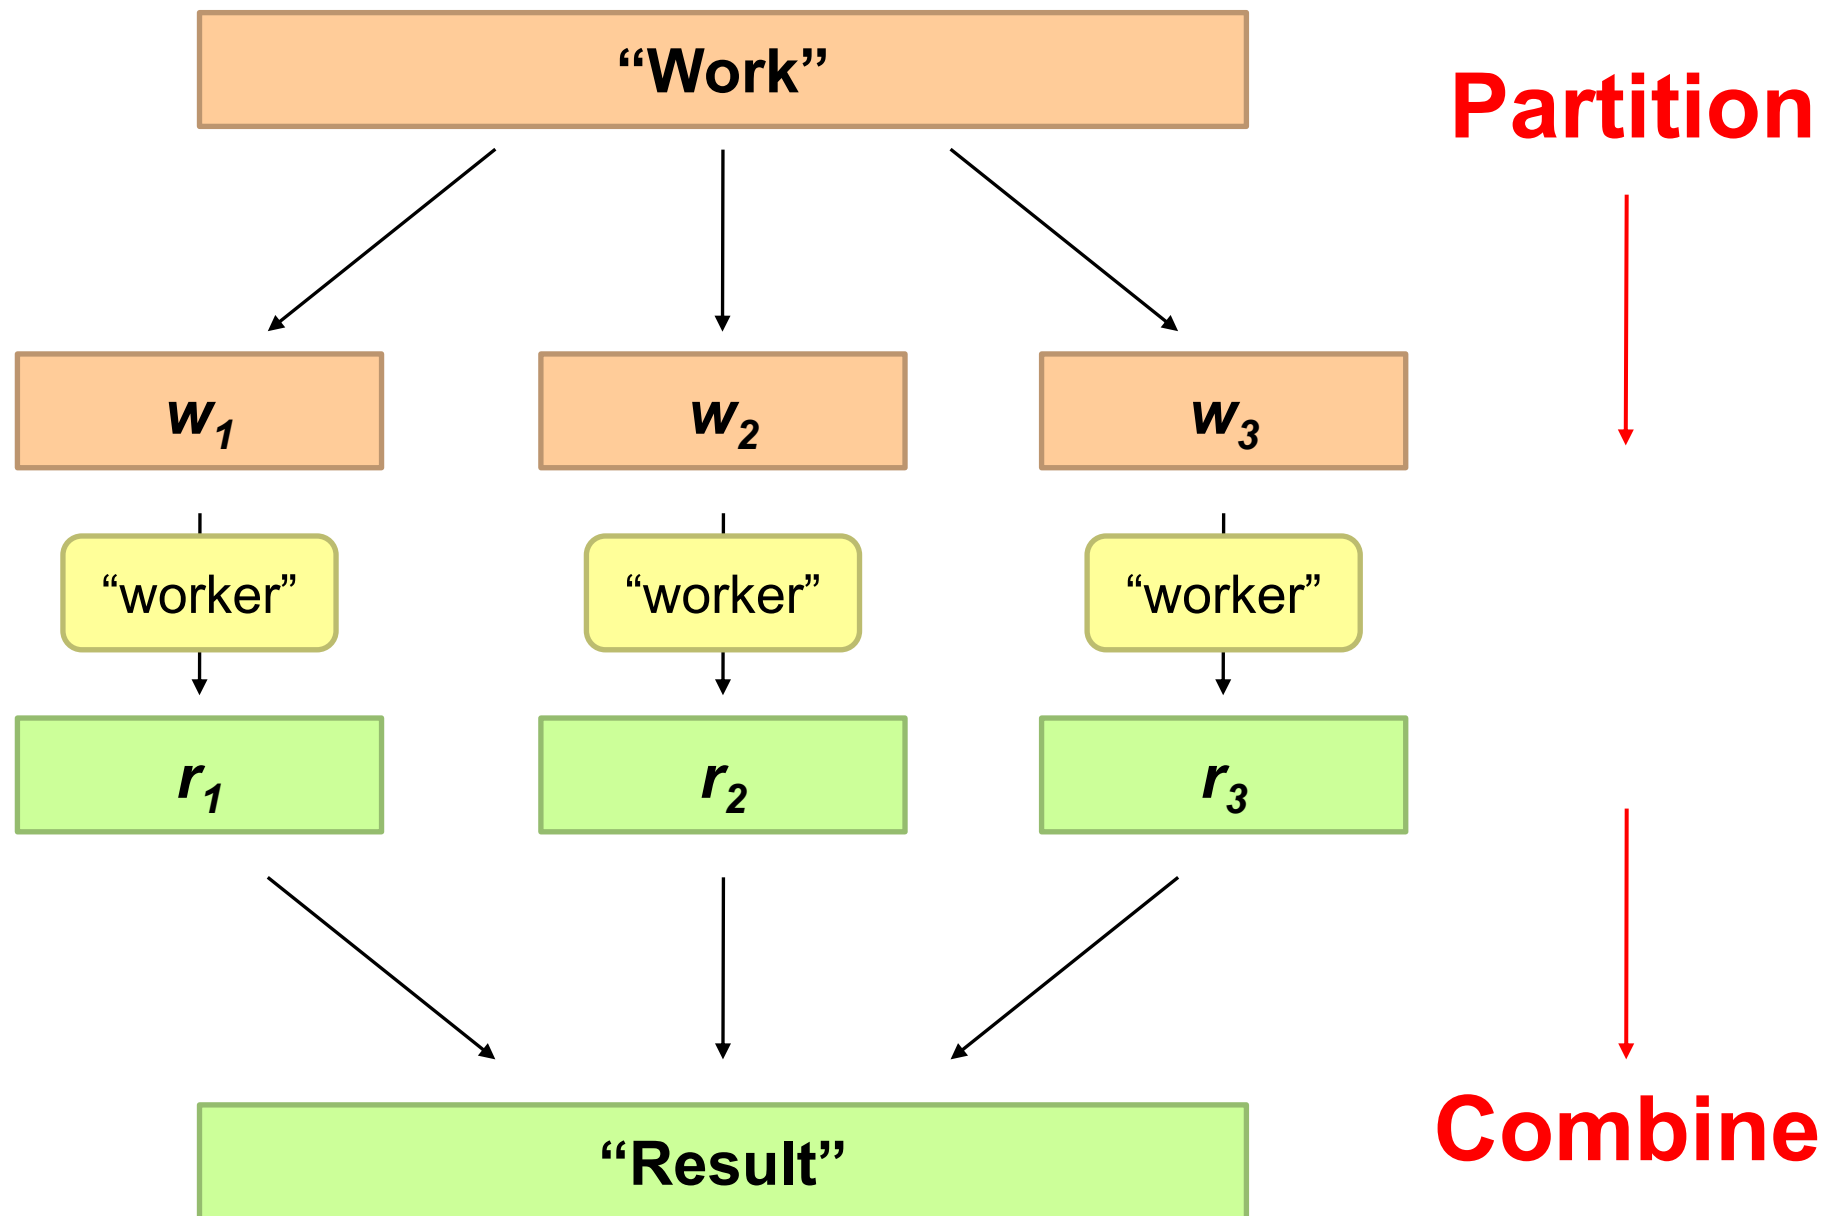 “Work”
Partition
w1 w2 w3
“worker” “worker” “worker”
r1 r2 r3
“Result”
Combine